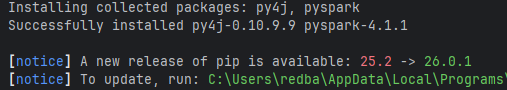 Installing collected packages: py4j, pyspark
Successfully installed py4j-0.10.9.9 pyspark-4.1.1
[notice] A new release of pip is available: 25.2 -> 26.0.1
[notice] To update, run: C:\Users\redba\AppData\Local\Programs\